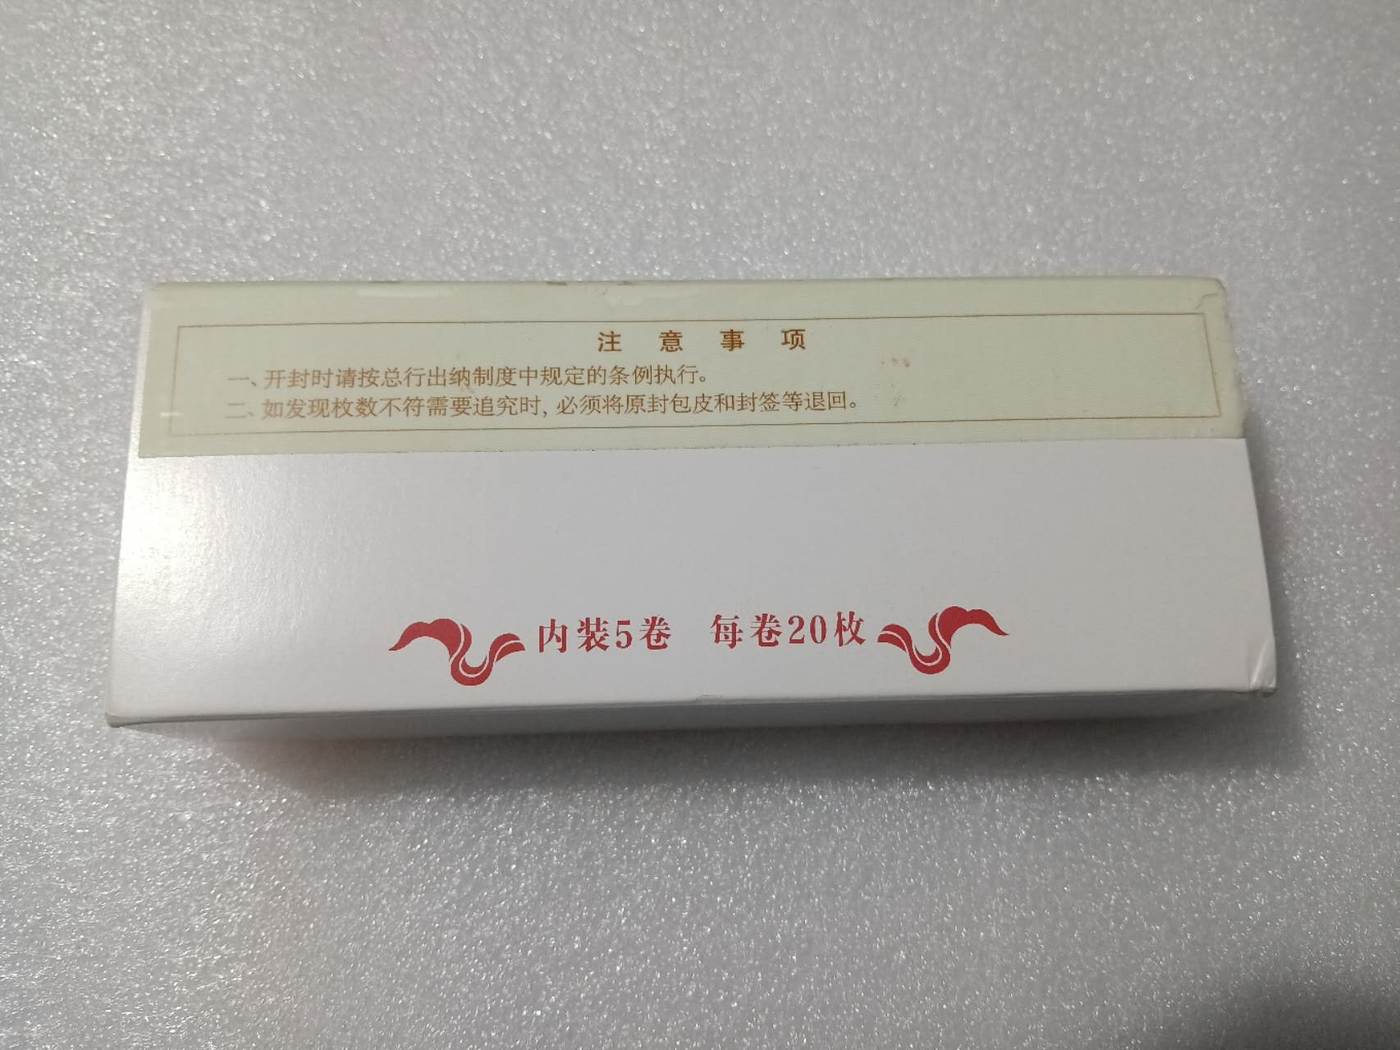 注意事项
一、开封时请按总行出纳制度中规定的条例执行。
二、如发现枚数不符需要追究时，必须将原封包皮和封签等退回。
内装5卷 每卷20枚